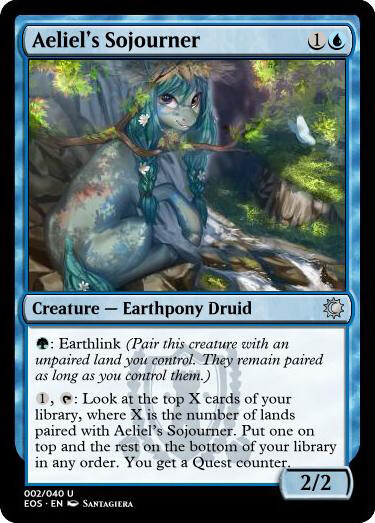 Aeliel's Sojourner 1
Creature — Earthpony Druid
: Earthlink (Pair this creature with an
unpaired land you control. They remain paired
as long as you control them.)
1, : Look at the top X cards of your
library, where X is the number of lands
paired with Aeliel's Sojourner. Put one on
top and the rest on the bottom of your library
in any order. You get a Quest counter.
2/2
002/040 U
EOS • EN Santagiera